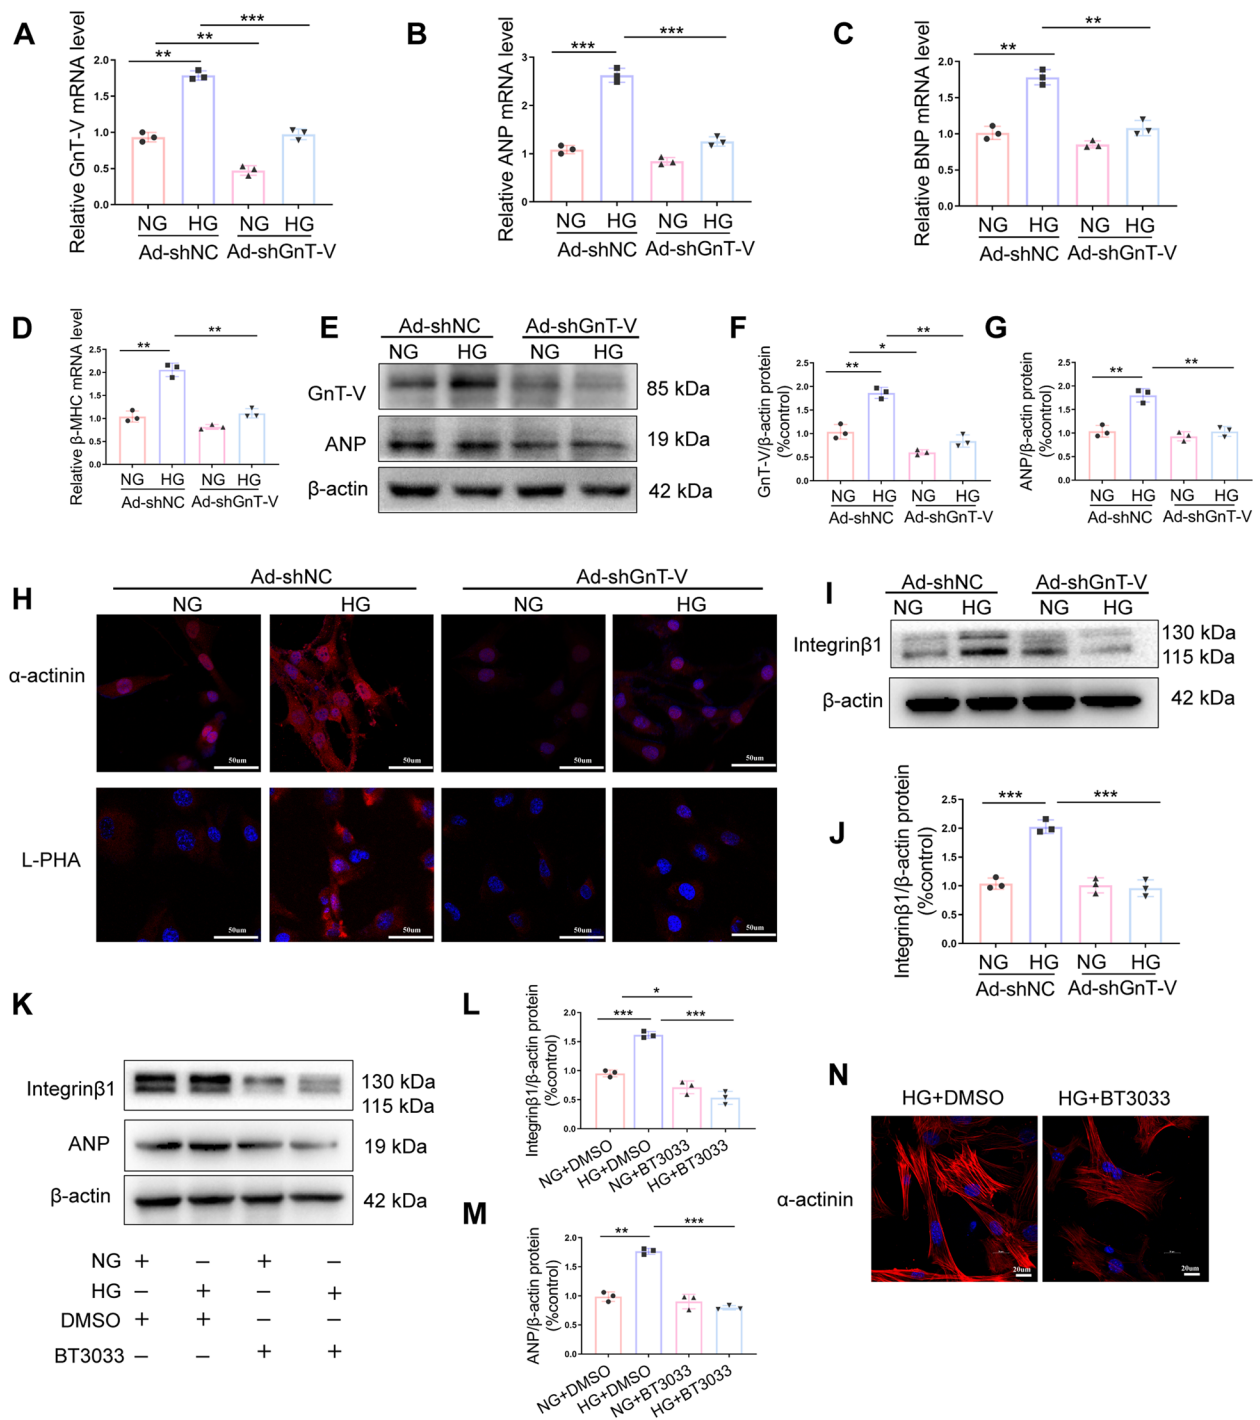 A
Relative GnT-V mRNA level
2.0
1.5
1.0
0.5
0.0
**
**
***
NG HG NG HG
Ad-shNC Ad-shGnT-V
B
Relative ANP mRNA level
3
2
1
0
***
***
NG HG NG HG
Ad-shNC Ad-shGnT-V
C
Relative BNP mRNA level
2.0
1.5
1.0
0.5
0.0
**
**
NG HG NG HG
Ad-shNC Ad-shGnT-V
D
Relative β-MHC mRNA level
2.5
2.0
1.5
1.0
0.5
0.0
**
**
NG HG NG HG
Ad-shNC Ad-shGnT-V
E
Ad-shNC Ad-shGnT-V
NG HG NG HG
GnT-V 85 kDa
ANP 19 kDa
β-actin 42 kDa
F
GnT-V/β-actin protein
(%control)
2.5
2.0
1.5
1.0
0.5
0.0
**
*
**
NG HG NG HG
Ad-shNC Ad-shGnT-V
G
ANP/β-actin protein
(%control)
2.5
2.0
1.5
1.0
0.5
0.0
**
**
NG HG NG HG
Ad-shNC Ad-shGnT-V
H
Ad-shNC Ad-shGnT-V
NG HG NG HG
α-actinin
50um 50um 50um 50um
L-PHA
50um 50um 50um 50um
I
Ad-shNC Ad-shGnT-V
NG HG NG HG
Integrinβ1
130 kDa
115 kDa
β-actin 42 kDa
J
Integrinβ1/β-actin protein
(%control)
2.5
2.0
1.5
1.0
0.5
0.0
***
***
NG HG NG HG
Ad-shNC Ad-shGnT-V
K
Integrinβ1
130 kDa
115 kDa
ANP 19 kDa
β-actin 42 kDa
NG + – + –
HG – + – +
DMSO + + – –
BT3033 – – + +
L
Integrinβ1/β-actin protein
(%control)
2.0
1.5
1.0
0.5
0.0
***
*
***
NG+DMSO
HG+DMSO
NG+BT3033
HG+BT3033
M
ANP/β-actin protein
(%control)
2.0
1.5
1.0
0.5
0.0
**
***
NG+DMSO
HG+DMSO
NG+BT3033
HG+BT3033
N
HG+DMSO HG+BT3033
α-actinin
20um 20um